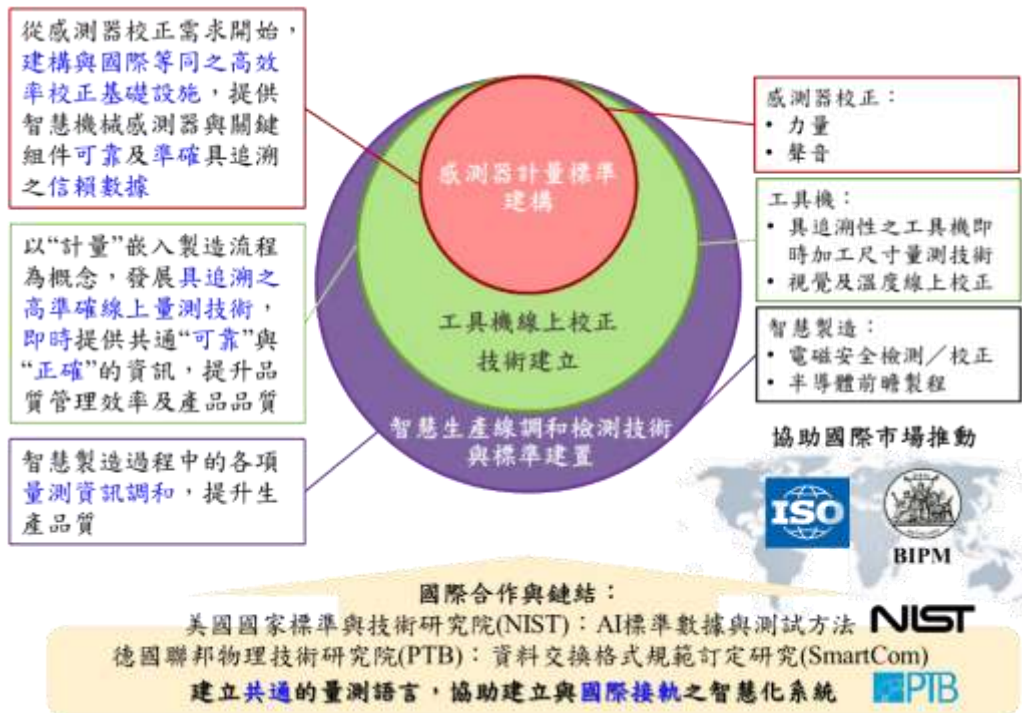 從感測器校正需求開始，
建構與國際等同之高效
率校正基礎設施，提供
智慧機械感測器與關鍵
組件可靠及準確具追溯
之信賴數據
以“計量”嵌入製造流程
為概念，發展具追溯之
高準確線上量測技術，
即時提供共通“可靠”與
“正確”的資訊，提升品
質管理效率及產品品質
智慧製造過程中的各項
量測資訊調和，提升生
產品質
感測器計量標準
建構
工具機線上校正
技術建立
智慧生產線調和檢測技術
與標準建置
感測器校正：
• 力量
• 聲音
工具機：
• 具追溯性之工具機即
時加工尺寸量測技術
• 視覺及溫度線上校正
智慧製造：
• 電磁安全檢測／校正
• 半導體前瞻製程
協助國際市場推動
ISO
BIPM
國際合作與鏈結：
美國國家標準與技術研究院(NIST)：AI標準數據與測試方法 NIST
德國聯邦物理技術研究院(PTB)：資料交換格式規範訂定研究(SmartCom)
建立共通的量測語言，協助建立與國際接軌之智慧化系統 PTB